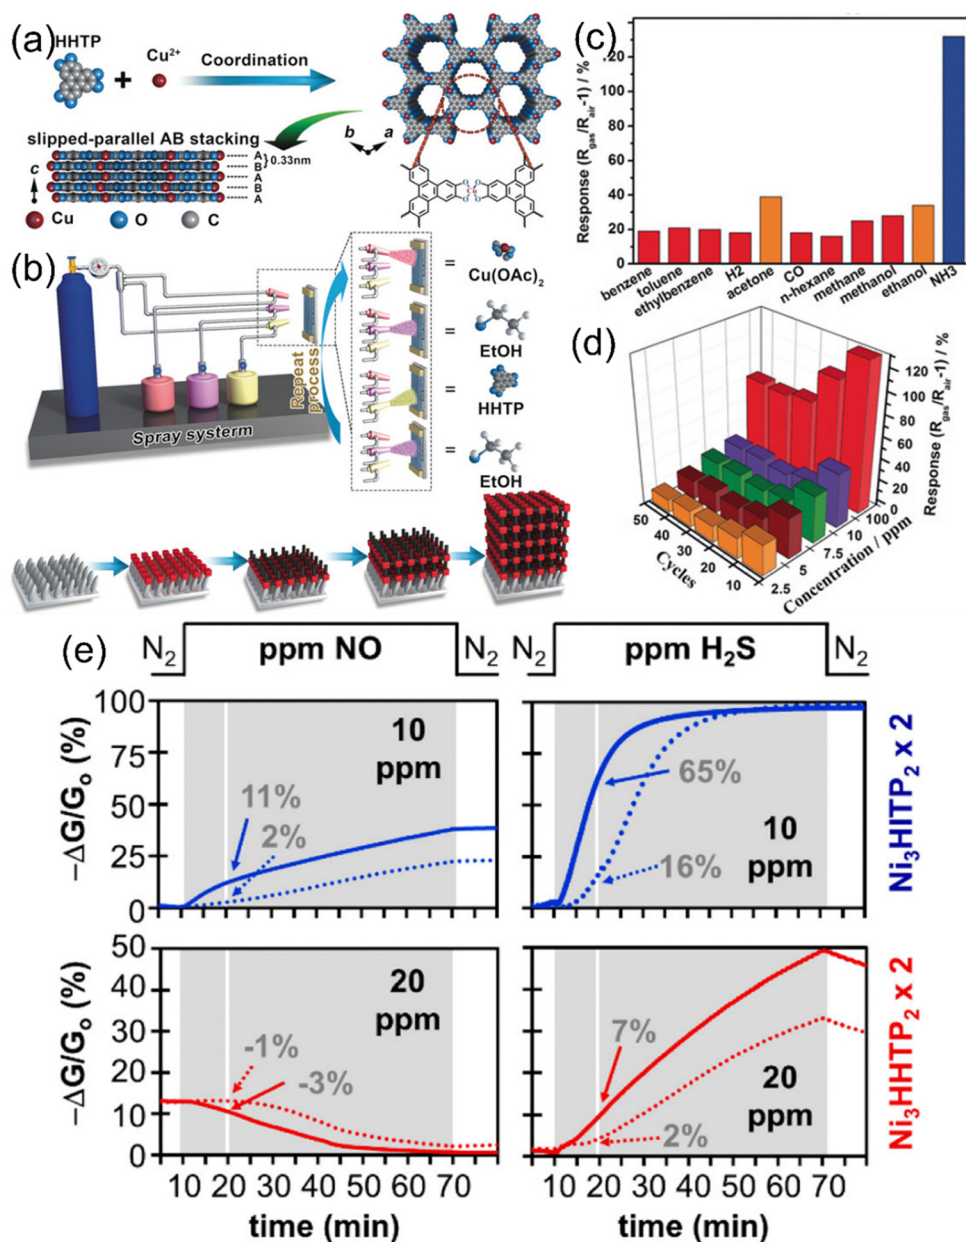 (a)
HHTP
Cu²⁺
+
Coordination
slipped-parallel AB stacking
A
B
A
B
A
0.33nm
c
b
a
O
O
O
O
Cu
O
C
(b)
Spray systerm
Repeat process
=
Cu(OAc)₂
=
EtOH
=
HHTP
=
EtOH
(c)
Response (R_gas/R_air-1) / %
120
100
80
60
40
20
0
benzene
toluene
ethylbenzene
H2
acetone
CO
n-hexane
methane
methanol
ethanol
NH3
(d)
Response (R_gas/R_air-1) / %
120
100
80
60
40
20
0
50
40
30
20
10
Cycles
2.5
5
7.5
10
100
Concentration / ppm
(e)
N₂
ppm NO
N₂
N₂
ppm H₂S
N₂
−ΔG/Gₒ (%)
100
75
50
25
0
10
ppm
11%
2%
65%
16%
10
ppm
Ni₃HITP₂ x 2
−ΔG/Gₒ (%)
50
40
30
20
10
0
20
ppm
-1%
-3%
7%
2%
20
ppm
Ni₃HHTP₂ x 2
10 20 30 40 50 60 70
time (min)
10 20 30 40 50 60 70
time (min)